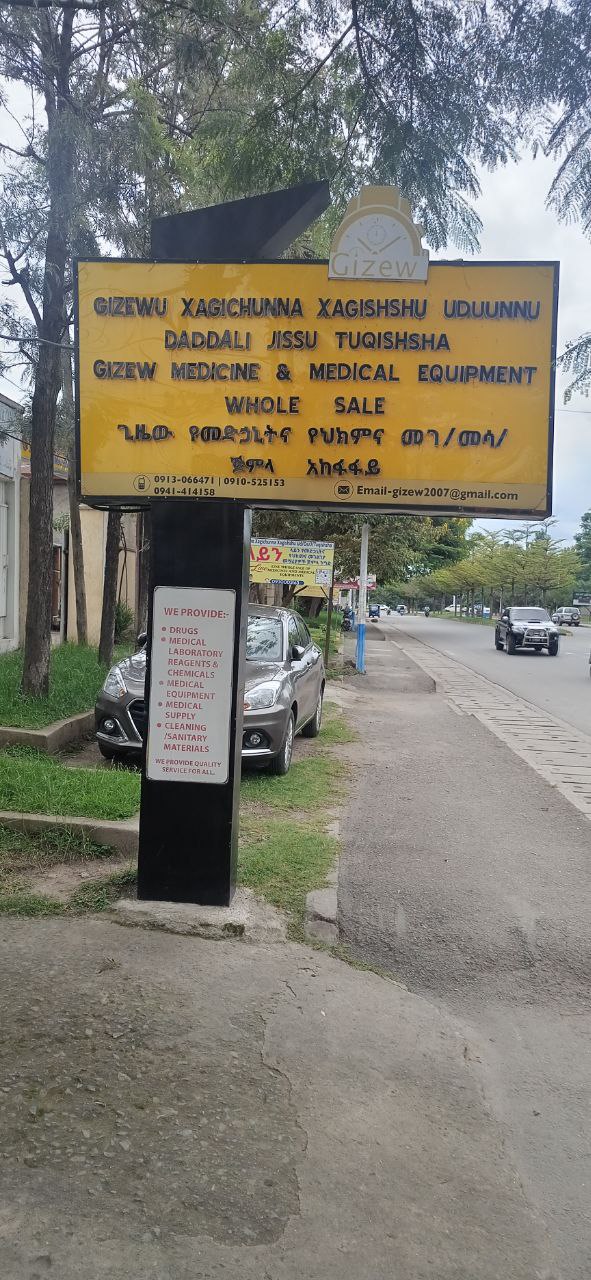 Gizew
GIZEWU XAGICHUNNA XAGISHSHU UDUUNNU
DADDALI JISSU TUQISHSHA
GIZEW MEDICINE & MEDICAL EQUIPMENT
WHOLE SALE
ጊዜው የመድኃኒትና የህክምና መገ/መሳ/
ጅምላ አከፋፋይ
0913-066471 | 0910-525153
0941-414158
Email-gizew2007@gmail.com
WE PROVIDE:-
• DRUGS
• MEDICAL
LABORATORY
REAGENTS &
CHEMICALS
• MEDICAL
EQUIPMENT
• MEDICAL
SUPPLY
• CLEANING
/SANITARY
MATERIALS
WE PROVIDE QUALITY
SERVICE FOR ALL.
ላይን